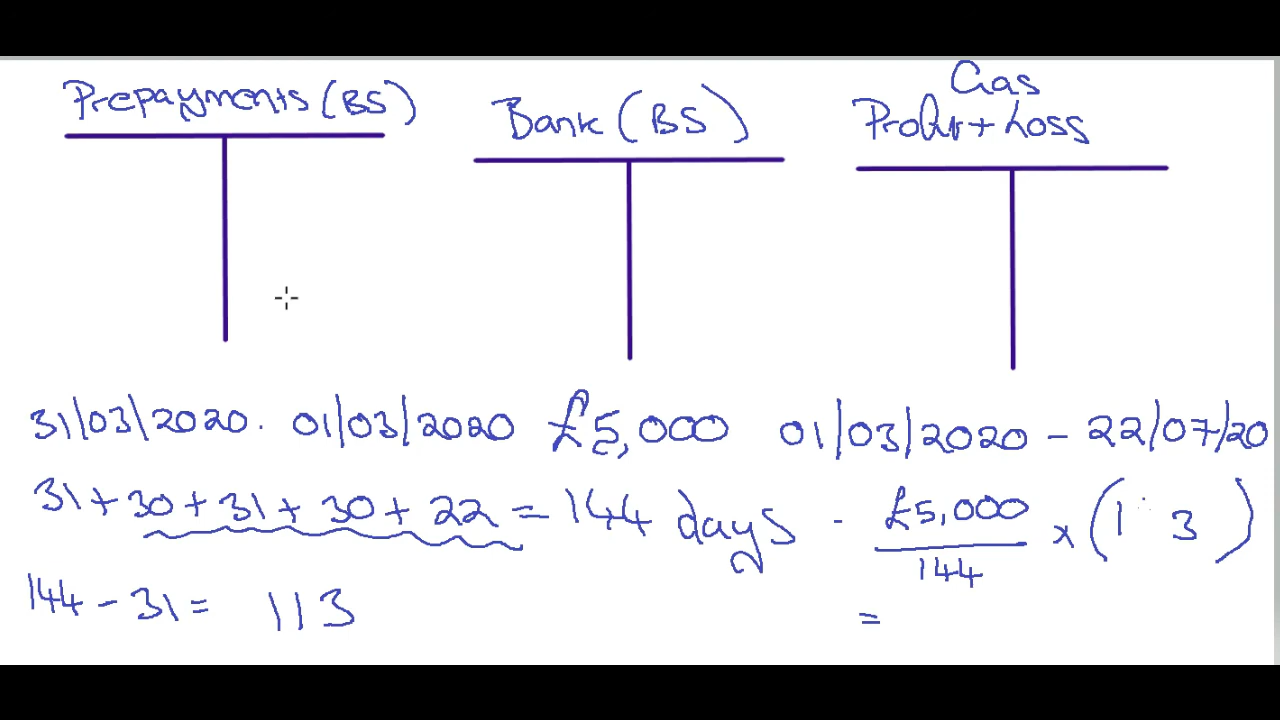 Prepayments (BS)
Bank (BS)
Gas
Profit + Loss
31/03/2020. 01/03/2020 £5,000 01/03/2020 - 22/07/20
31 + 30 + 31 + 30 + 22 = 144 days - £5,000 / 144 x (1 3 )
144 - 31 = 113 =